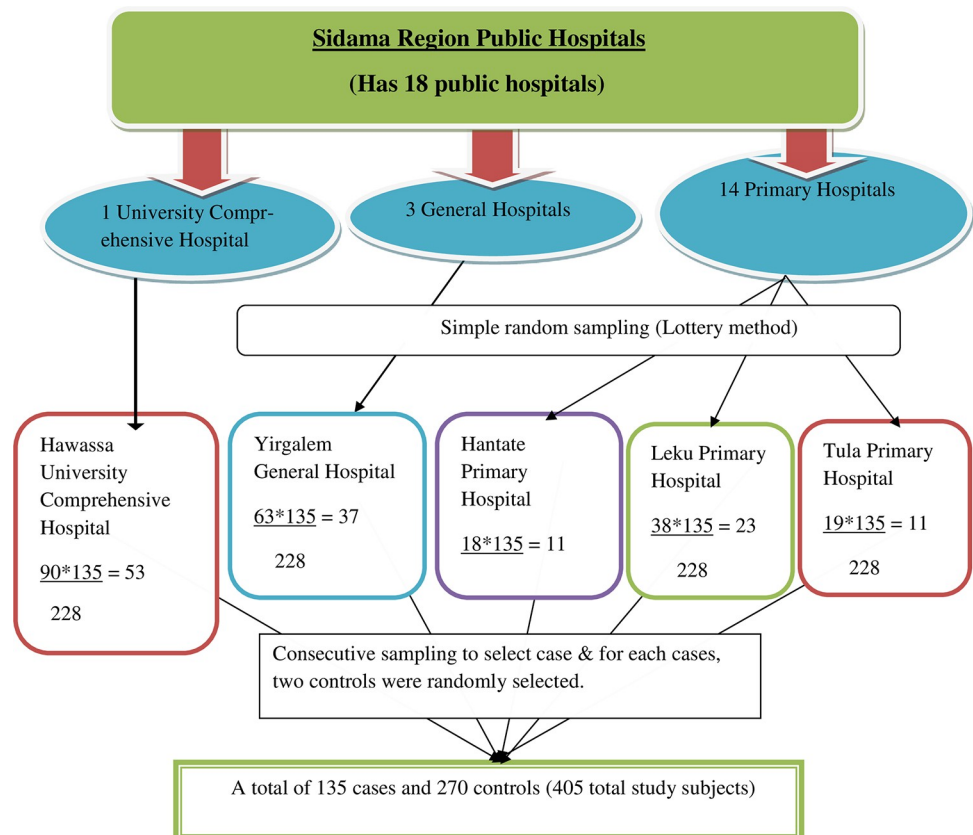 Sidama Region Public Hospitals
(Has 18 public hospitals)
1 University Compr-
ehensive Hospital
3 General Hospitals
14 Primary Hospitals
Simple random sampling (Lottery method)
Hawassa
University
Comprehensive
Hospital
90*135 = 53
228
Yirgalem
General Hospital
63*135 = 37
228
Hantate
Primary
Hospital
18*135 = 11
Leku Primary
Hospital
38*135 = 23
228
Tula Primary
Hospital
19*135 = 11
228
Consecutive sampling to select case & for each cases,
two controls were randomly selected.
A total of 135 cases and 270 controls (405 total study subjects)